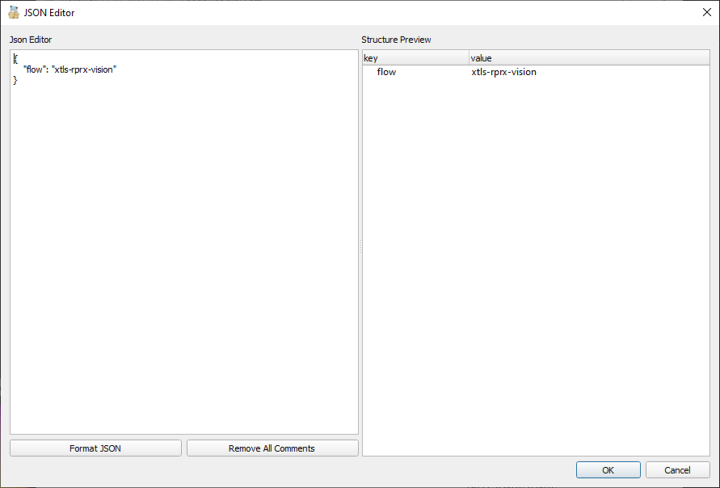 JSON Editor
Json Editor
{
"flow": "xtls-rprx-vision"
}
Format JSON
Remove All Comments
Structure Preview
key value
flow xtls-rprx-vision
OK
Cancel